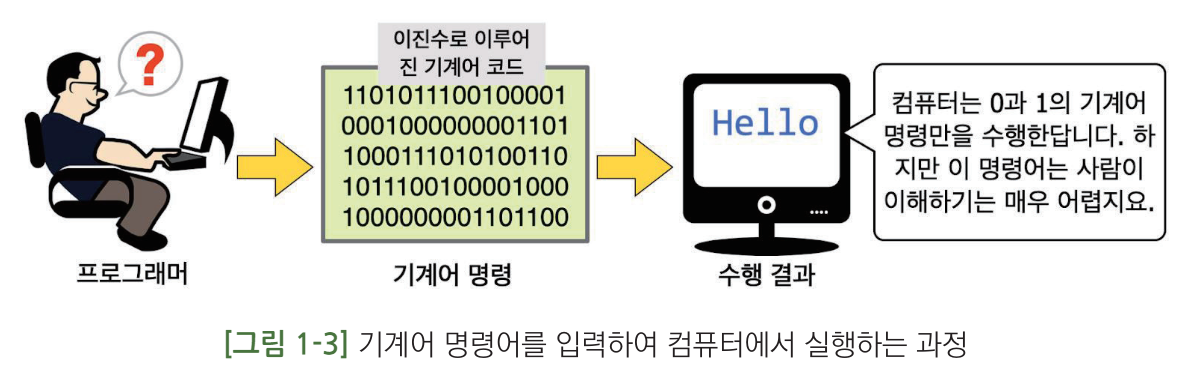 ?
이진수로 이루어
진 기계어 코드
1101011100100001
0001000000001101
1000111010100110
1011100100001000
1000000001101100
Hello
컴퓨터는 0과 1의 기계어
명령만을 수행한답니다. 하
지만 이 명령어는 사람이
이해하기는 매우 어렵지요.
프로그래머
기계어 명령
수행 결과
[그림 1-3] 기계어 명령어를 입력하여 컴퓨터에서 실행하는 과정